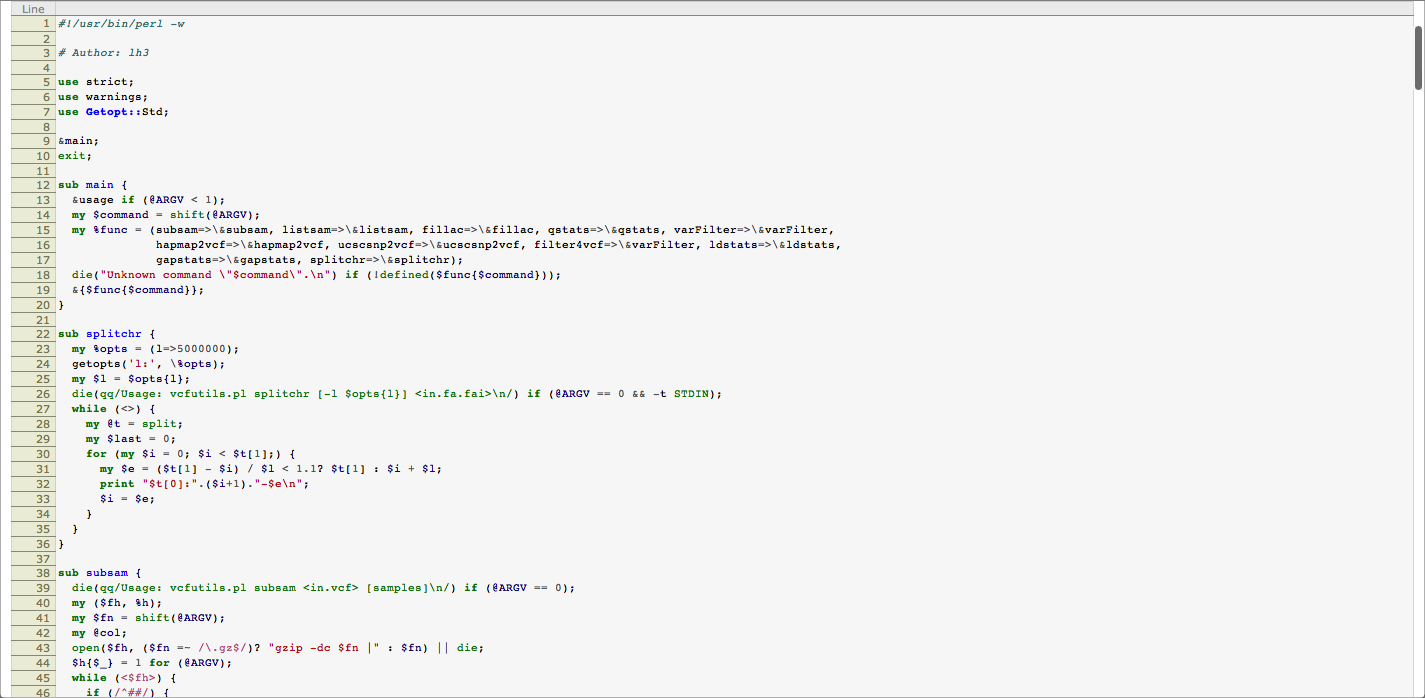 Line
1 #!/usr/bin/perl -w
2
3 # Author: lh3
4
5 use strict;
6 use warnings;
7 use Getopt::Std;
8
9 &main;
10 exit;
11
12 sub main {
13   &usage if (@ARGV < 1);
14   my $command = shift(@ARGV);
15   my %func = (subsam=>\&subsam, listsam=>\&listsam, fillac=>\&fillac, qstats=>\&qstats, varFilter=>\&varFilter,
16               hapmap2vcf=>\&hapmap2vcf, ucscsnp2vcf=>\&ucscsnp2vcf, filter4vcf=>\&varFilter, ldstats=>\&ldstats,
17               gapstats=>\&gapstats, splitchr=>\&splitchr);
18   die("Unknown command \"$command\".\n") if (!defined($func{$command}));
19   &{$func{$command}};
20 }
21
22 sub splitchr {
23   my %opts = (l=>5000000);
24   getopts('l:', \%opts);
25   my $l = $opts{l};
26   die(qq/Usage: vcfutils.pl splitchr [-l $opts{l}] <in.fa.fai>\n/) if (@ARGV == 0 && -t STDIN);
27   while (<>) {
28     my @t = split;
29     my $last = 0;
30     for (my $i = 0; $i < $t[1];) {
31       my $e = ($t[1] - $i) / $l < 1.1? $t[1] : $i + $l;
32       print "$t[0]:".($i+1)."-$e\n";
33       $i = $e;
34     }
35   }
36 }
37
38 sub subsam {
39   die(qq/Usage: vcfutils.pl subsam <in.vcf> [samples]\n/) if (@ARGV == 0);
40   my ($fh, %h);
41   my $fn = shift(@ARGV);
42   my @col;
43   open($fh, ($fn =~ /\.gz$/)? "gzip -dc $fn |" : $fn) || die;
44   $h{$_} = 1 for (@ARGV);
45   while (<$fh>) {
46     if (/^##/) {